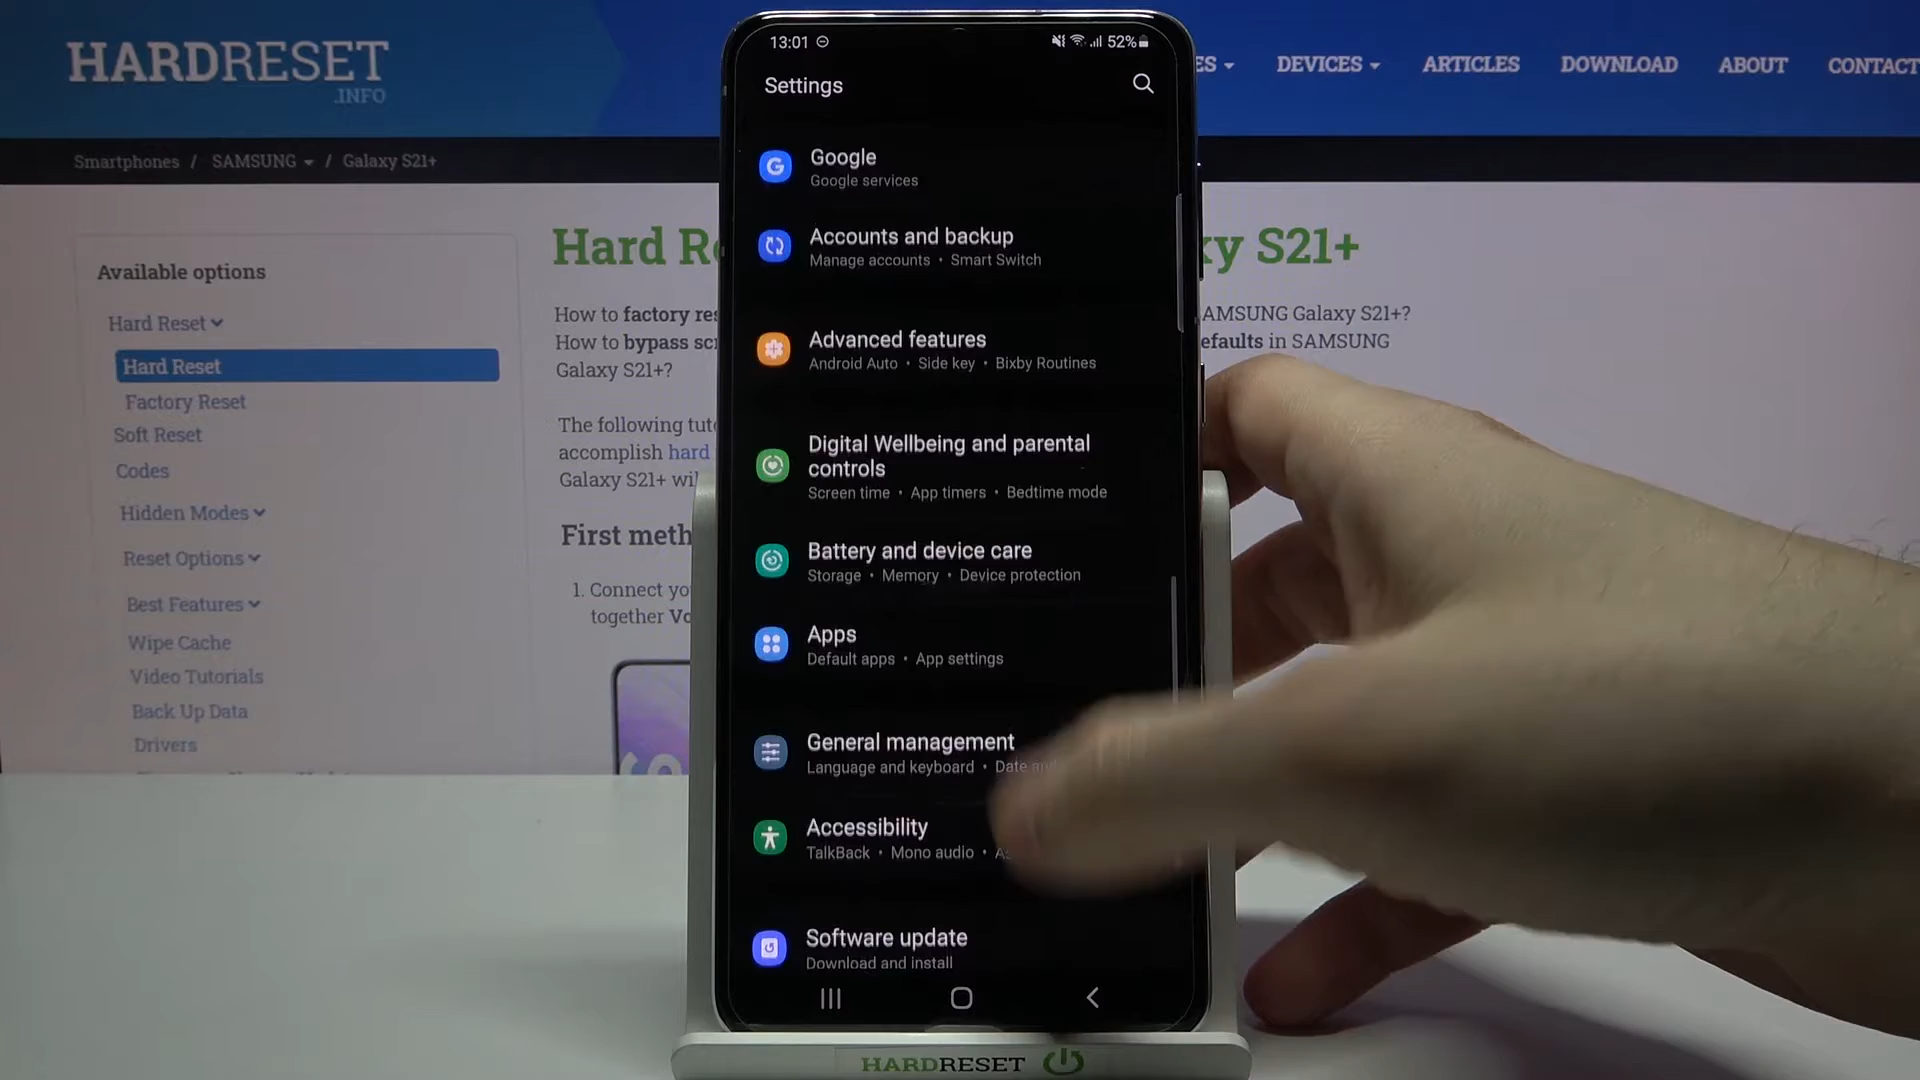 HARDRESET
.INFO
ES
DEVICES
ARTICLES
DOWNLOAD
ABOUT
CONTACT
Smartphones / SAMSUNG / Galaxy S21+
Available options
Hard Reset
Hard Reset
Factory Reset
Soft Reset
Codes
Hidden Modes
Reset Options
Best Features
Wipe Cache
Video Tutorials
Back Up Data
Drivers
Hard R
xy S21+
How to factory res
AMSUNG Galaxy S21+?
How to bypass scr
efaults in SAMSUNG
Galaxy S21+?
The following tuto
accomplish hard
Galaxy S21+ wil
First meth
1. Connect yo
together Vo
13:01
52%
Settings
Google
Google services
Accounts and backup
Manage accounts • Smart Switch
Advanced features
Android Auto • Side key • Bixby Routines
Digital Wellbeing and parental
controls
Screen time • App timers • Bedtime mode
Battery and device care
Storage • Memory • Device protection
Apps
Default apps • App settings
General management
Language and keyboard • Date and
Accessibility
TalkBack • Mono audio •
Software update
Download and install
HARDRESET